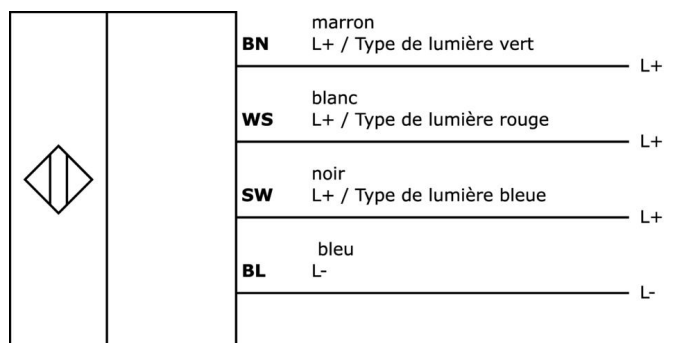 marron
BN L+ / Type de lumière vert
L+
blanc
WS L+ / Type de lumière rouge
L+
noir
SW L+ / Type de lumière bleue
L+
bleu
BL L-
L-